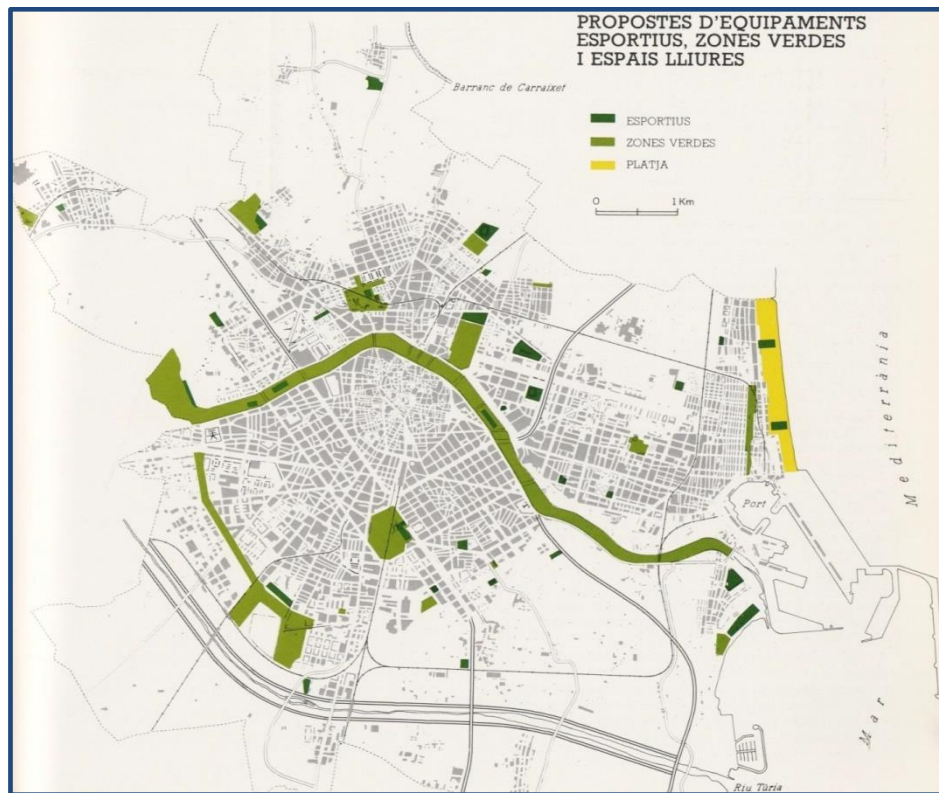 PROPOSTES D'EQUIPAMENTS
ESPORTIUS, ZONES VERDES
I ESPAIS LLIURES
Barranc de Carraixet
ESPORTIUS
ZONES VERDES
PLATJA
0 1 Km
Port
Mar Mediterrània
Riu Túria